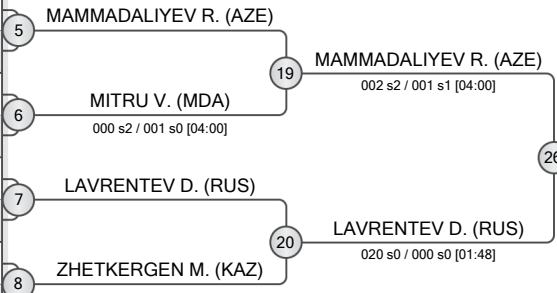 MAMMADALIYEV R. (AZE)
5
19
MAMMADALIYEV R. (AZE)
002 s2 / 001 s1 [04:00]
MITRU V. (MDA)
6
000 s2 / 001 s0 [04:00]
26
LAVRENTEV D. (RUS)
7
LAVRENTEV D. (RUS)
20
020 s0 / 000 s0 [01:48]
ZHETKERGEN M. (KAZ)
8